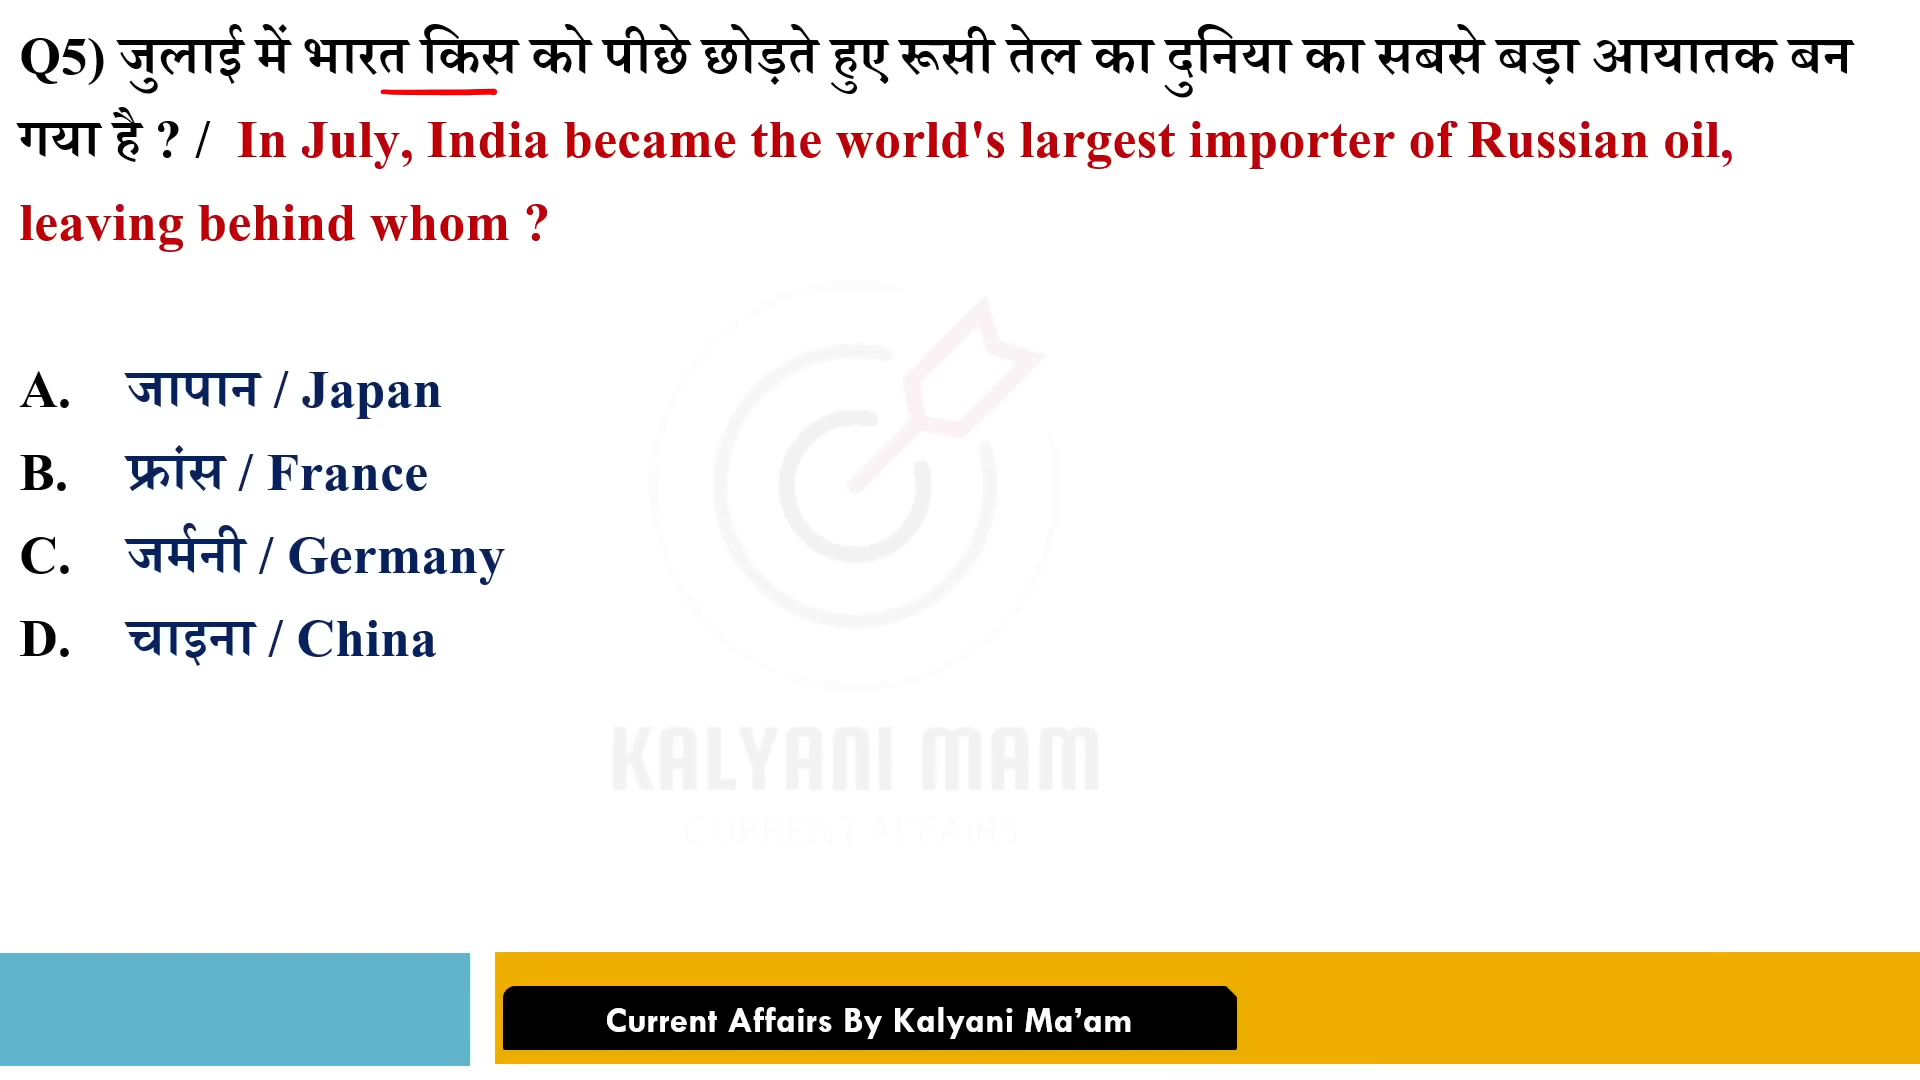 Q5) जुलाई में भारत किस को पीछे छोड़ते हुए रूसी तेल का दुनिया का सबसे बड़ा आयातक बन
गया है ? / In July, India became the world's largest importer of Russian oil,
leaving behind whom ?
A. जापान / Japan
B. फ्रांस / France
C. जर्मनी / Germany
D. चाइना / China
KALYANI MAM
CURRENT AFFAIRS
Current Affairs By Kalyani Ma’am